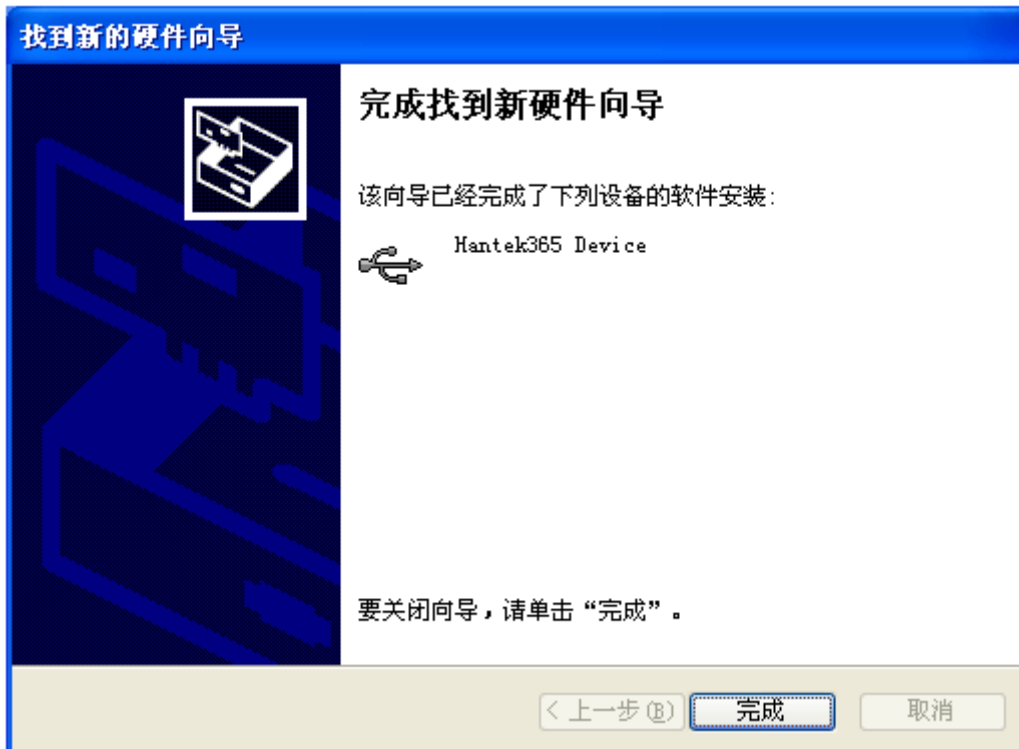 找到新的硬件向导
完成找到新硬件向导
该向导已经完成了下列设备的软件安装:
Hantek365 Device
要关闭向导，请单击“完成”。
< 上一步(B)
完成
取消